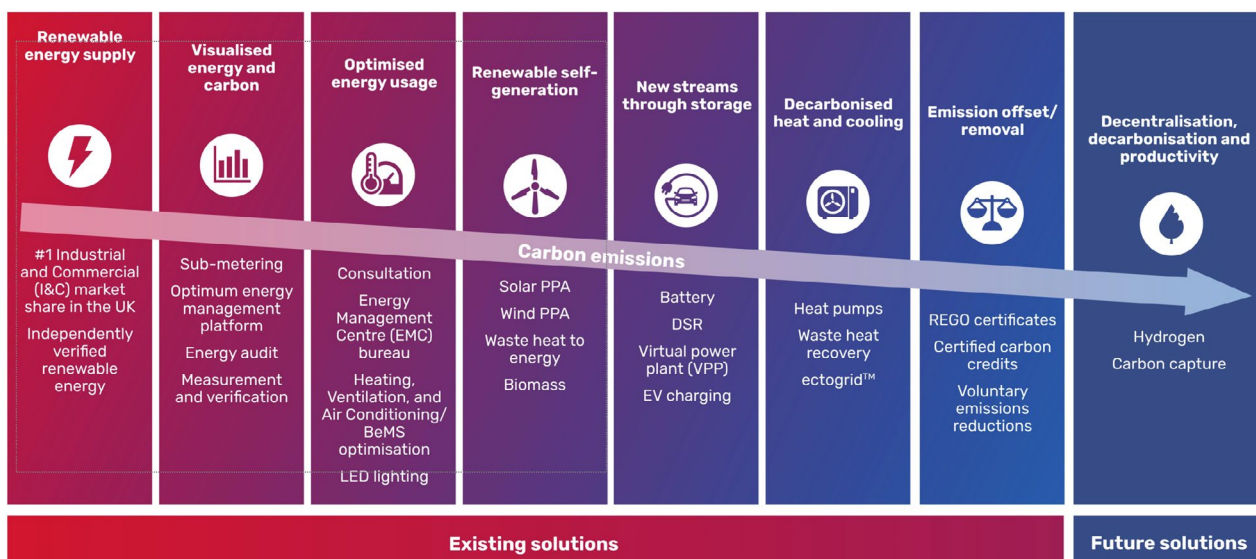 Renewable
energy supply
#1 Industrial
and Commercial
(I&C) market
share in the UK
Independently
verified
renewable
energy
Visualised
energy and
carbon
Sub-metering
Optimum energy
management
platform
Energy audit
Measurement
and verification
Optimised
energy usage
Consultation
Energy
Management
Centre (EMC)
bureau
Heating,
Ventilation, and
Air Conditioning/
BeMS
optimisation
LED lighting
Renewable self-
generation
Solar PPA
Wind PPA
Waste heat to
energy
Biomass
New streams
through storage
Battery
DSR
Virtual power
plant (VPP)
EV charging
Decarbonised
heat and cooling
Heat pumps
Waste heat
recovery
ectogrid™
Emission offset/
removal
REGO certificates
Certified carbon
credits
Voluntary
emissions
reductions
Decentralisation,
decarbonisation and
productivity
Hydrogen
Carbon capture
Carbon emissions
Existing solutions
Future solutions